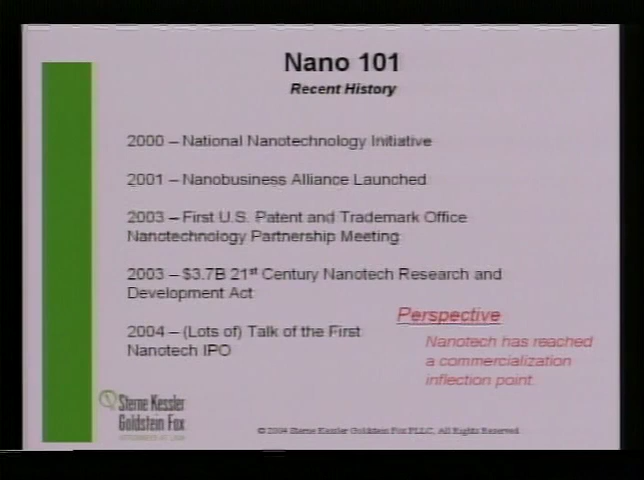 Nano 101
Recent History
2000 – National Nanotechnology Initiative
2001 – Nanobusiness Alliance Launched
2003 – First U.S. Patent and Trademark Office
Nanotechnology Partnership Meeting
2003 – $3.7B 21st Century Nanotech Research and
Development Act
2004 – (Lots of) Talk of the First
Nanotech IPO
Perspective
Nanotech has reached
a commercialization
inflection point.
Sterne Kessler
Goldstein Fox
ATTORNEYS AT LAW
© 2004 Sterne Kessler Goldstein Fox PLLC, All Rights Reserved